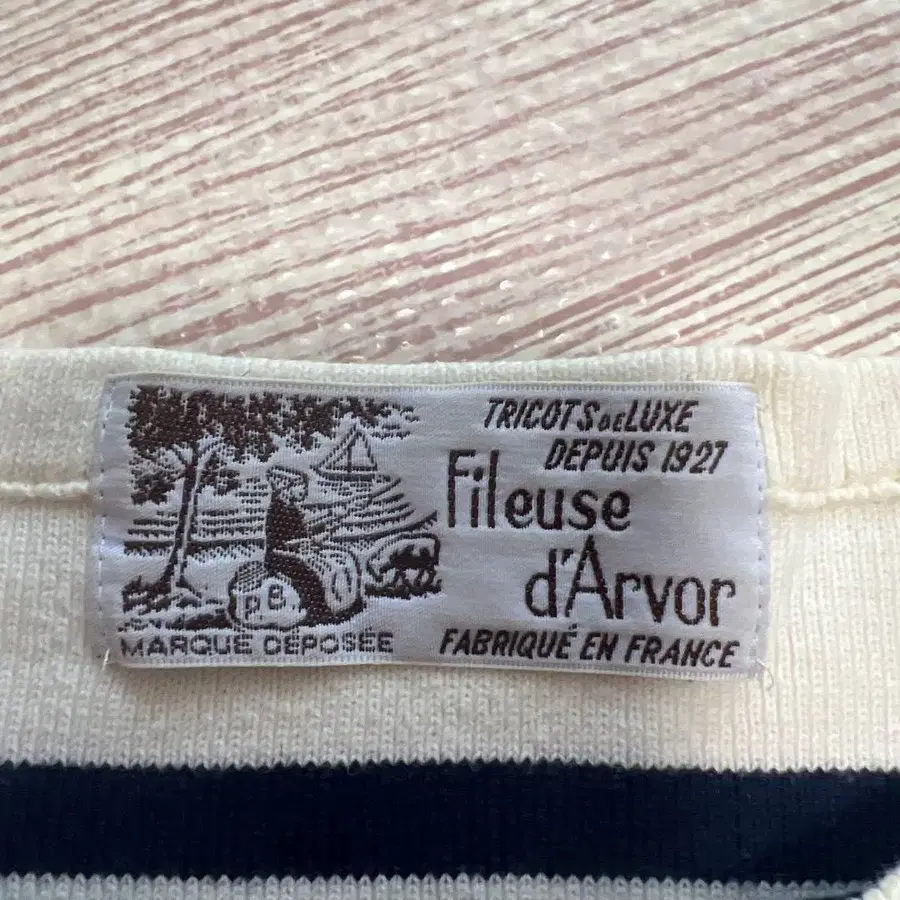 TRICOTS DE LUXE
DEPUIS 1927
Fileuse
d'Arvor
P.B.
MARQUE DÉPOSÉE
FABRIQUÉ EN FRANCE